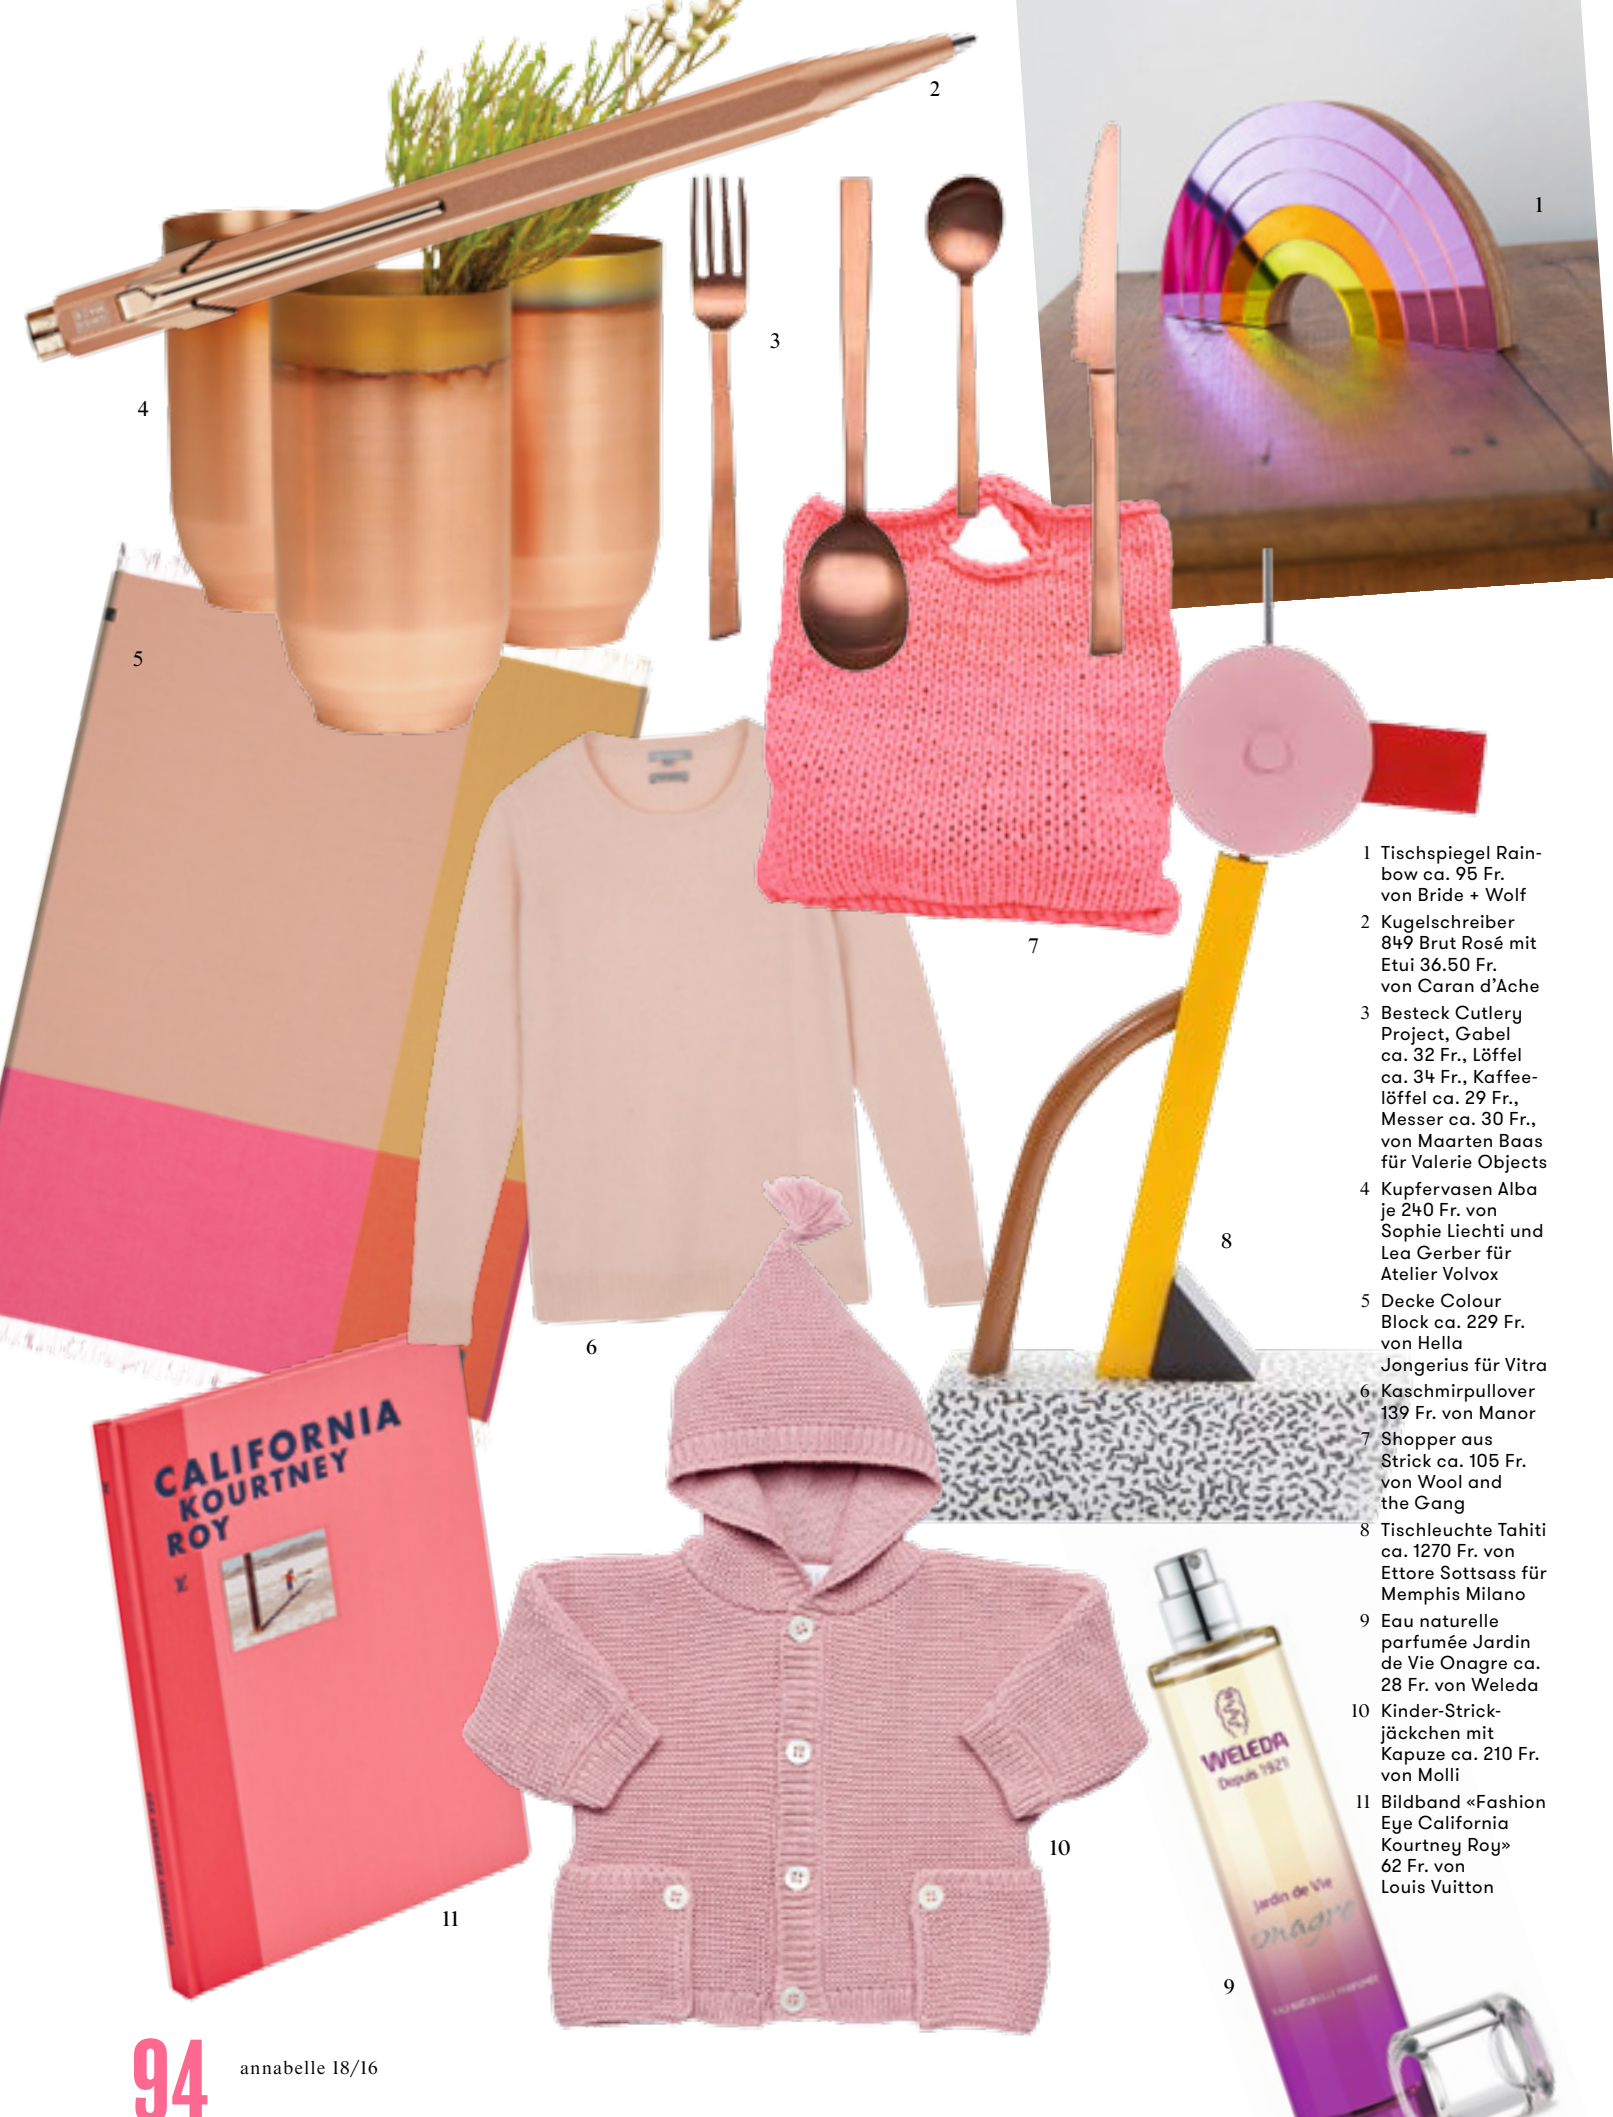 2
1
3
4
5
7
8
6
CALIFORNIA
KOURTNEY
ROY
11
10
9
WELEDA
Depuis 1921
Jardin de Vie
onagre
EAU NATURELLE PARFUMÉE
1 Tischspiegel Rain-
bow ca. 95 Fr.
von Bride + Wolf
2 Kugelschreiber
849 Brut Rosé mit
Etui 36.50 Fr.
von Caran d’Ache
3 Besteck Cutlery
Project, Gabel
ca. 32 Fr., Löffel
ca. 34 Fr., Kaffee-
löffel ca. 29 Fr.,
Messer ca. 30 Fr.,
von Maarten Baas
für Valerie Objects
4 Kupfervasen Alba
je 240 Fr. von
Sophie Liechti und
Lea Gerber für
Atelier Volvox
5 Decke Colour
Block ca. 229 Fr.
von Hella
Jongerius für Vitra
6 Kaschmirpullover
139 Fr. von Manor
7 Shopper aus
Strick ca. 105 Fr.
von Wool and
the Gang
8 Tischleuchte Tahiti
ca. 1270 Fr. von
Ettore Sottsass für
Memphis Milano
9 Eau naturelle
parfumée Jardin
de Vie Onagre ca.
28 Fr. von Weleda
10 Kinder-Strick-
jäckchen mit
Kapuze ca. 210 Fr.
von Molli
11 Bildband «Fashion
Eye California
Kourtney Roy»
62 Fr. von
Louis Vuitton
94 annabelle 18/16